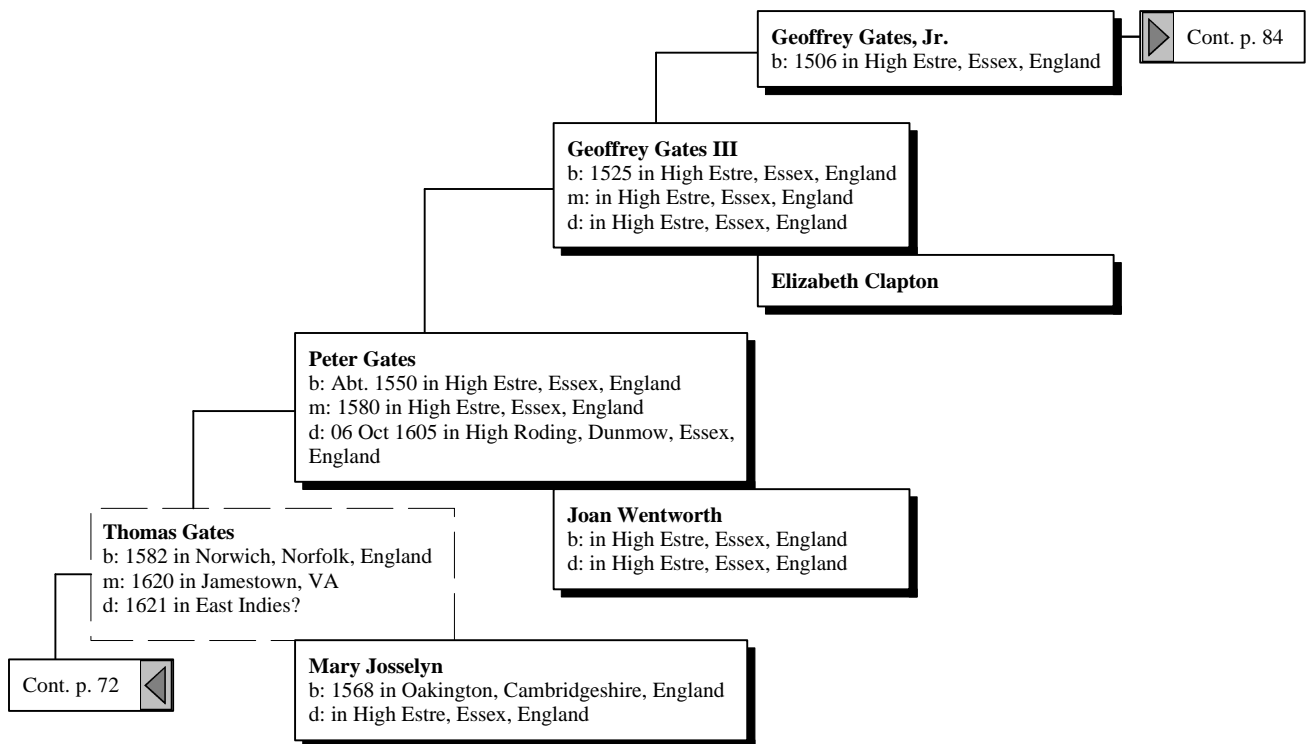 Geoffrey Gates, Jr.
b: 1506 in High Estre, Essex, England
Cont. p. 84
Geoffrey Gates III
b: 1525 in High Estre, Essex, England
m: in High Estre, Essex, England
d: in High Estre, Essex, England
Elizabeth Clapton
Peter Gates
b: Abt. 1550 in High Estre, Essex, England
m: 1580 in High Estre, Essex, England
d: 06 Oct 1605 in High Roding, Dunmow, Essex,
England
Joan Wentworth
b: in High Estre, Essex, England
d: in High Estre, Essex, England
Thomas Gates
b: 1582 in Norwich, Norfolk, England
m: 1620 in Jamestown, VA
d: 1621 in East Indies?
Mary Josselyn
b: 1568 in Oakington, Cambridgeshire, England
d: in High Estre, Essex, England
Cont. p. 72